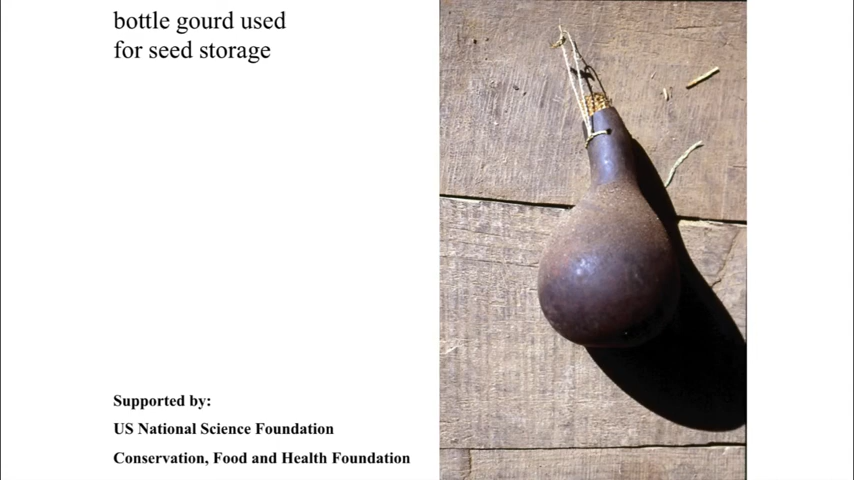 bottle gourd used
for seed storage
Supported by:
US National Science Foundation
Conservation, Food and Health Foundation